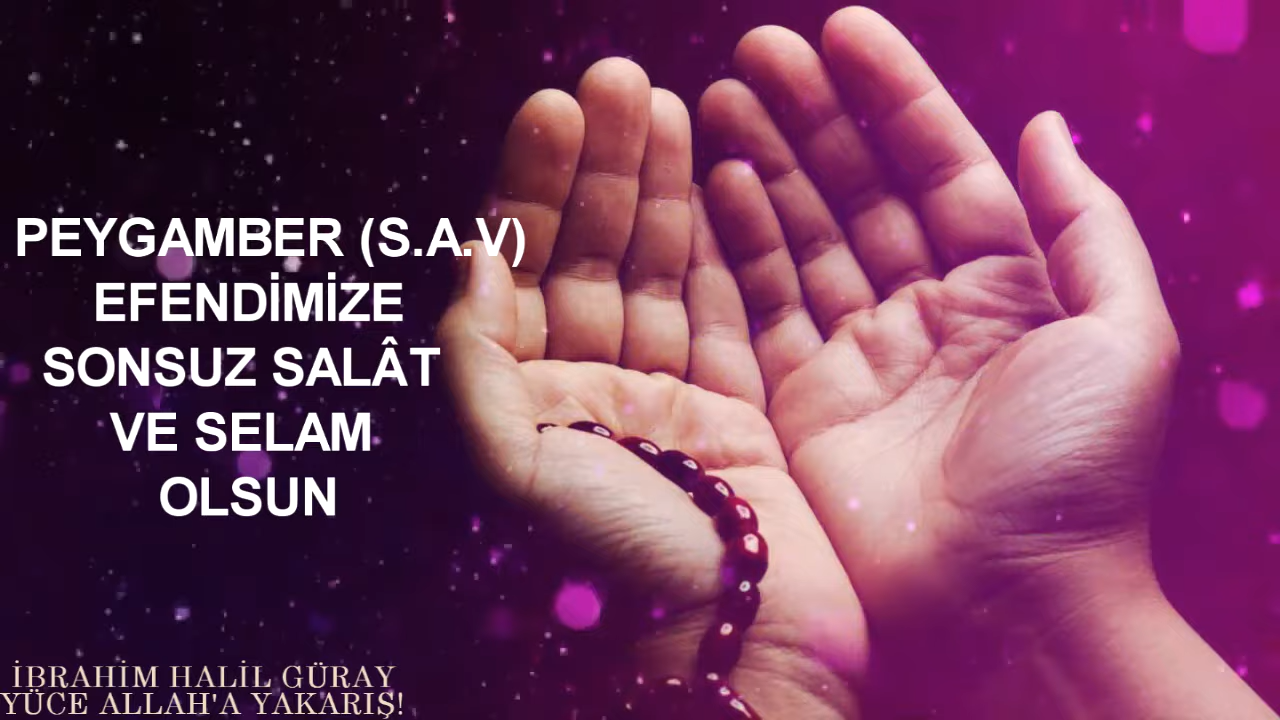 PEYGAMBER (S.A.V)
EFENDİMİZE
SONSUZ SALÂT
VE SELAM
OLSUN
İBRAHİM HALİL GÜRAY
YÜCE ALLAH'A YAKARIŞ!